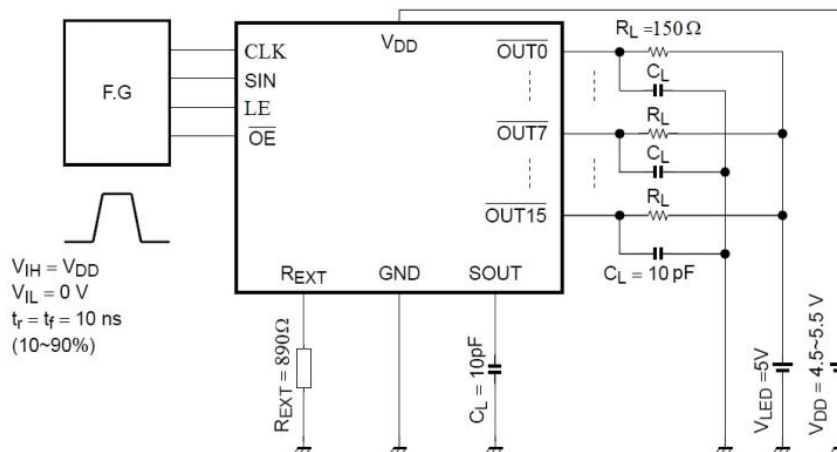 F.G
CLK
SIN
LE
OE
VDD
OUT0
OUT7
OUT15
REXT
GND
SOUT
RL =150Ω
CL
RL
CL
RL
CL = 10 pF
VIH = VDD
VIL = 0 V
tr = tf = 10 ns
(10~90%)
REXT = 890Ω
CL = 10pF
VLED =5V
VDD = 4.5~5.5 V